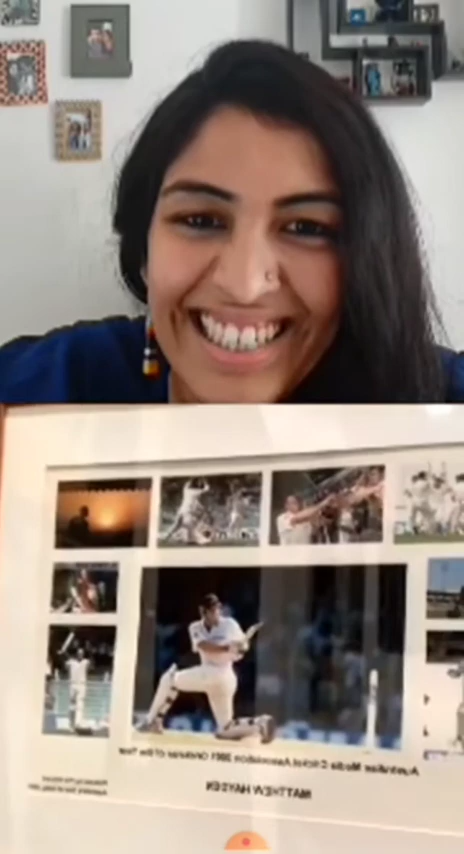 Australian Media Cricket Association 2001 Cricketer of the Year
MATTHEW HAYDEN